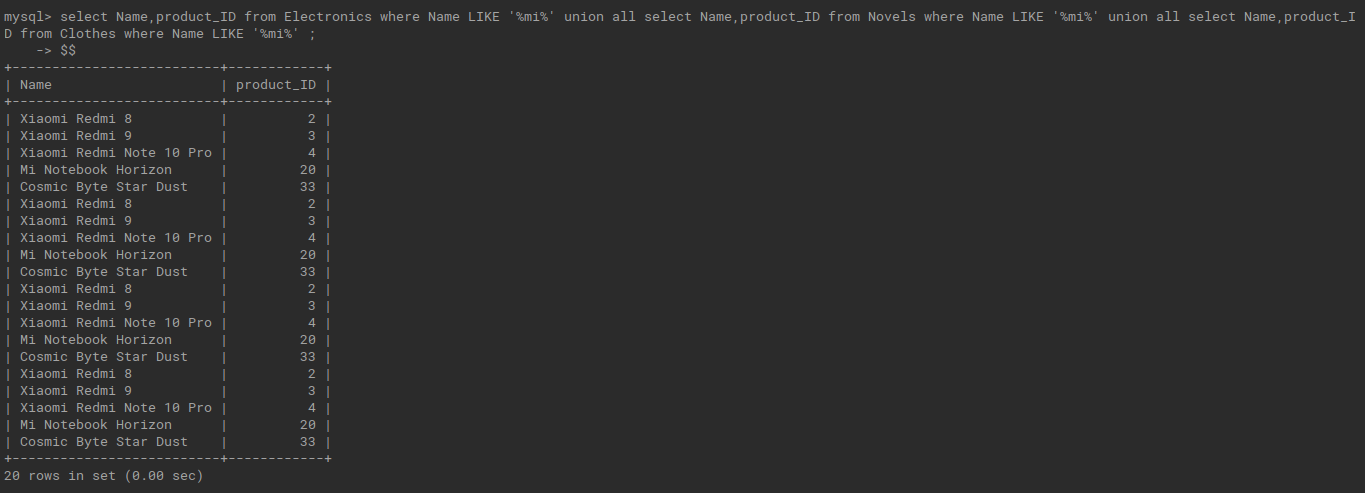 mysql> select Name,product_ID from Electronics where Name LIKE '%mi%' union all select Name,product_ID from Novels where Name LIKE '%mi%' union all select Name,product_I
D from Clothes where Name LIKE '%mi%' ;
    -> $$
+--------------------------+------------+
| Name                     | product_ID |
+--------------------------+------------+
| Xiaomi Redmi 8           |          2 |
| Xiaomi Redmi 9           |          3 |
| Xiaomi Redmi Note 10 Pro |          4 |
| Mi Notebook Horizon      |         20 |
| Cosmic Byte Star Dust    |         33 |
| Xiaomi Redmi 8           |          2 |
| Xiaomi Redmi 9           |          3 |
| Xiaomi Redmi Note 10 Pro |          4 |
| Mi Notebook Horizon      |         20 |
| Cosmic Byte Star Dust    |         33 |
| Xiaomi Redmi 8           |          2 |
| Xiaomi Redmi 9           |          3 |
| Xiaomi Redmi Note 10 Pro |          4 |
| Mi Notebook Horizon      |         20 |
| Cosmic Byte Star Dust    |         33 |
| Xiaomi Redmi 8           |          2 |
| Xiaomi Redmi 9           |          3 |
| Xiaomi Redmi Note 10 Pro |          4 |
| Mi Notebook Horizon      |         20 |
| Cosmic Byte Star Dust    |         33 |
+--------------------------+------------+
20 rows in set (0.00 sec)